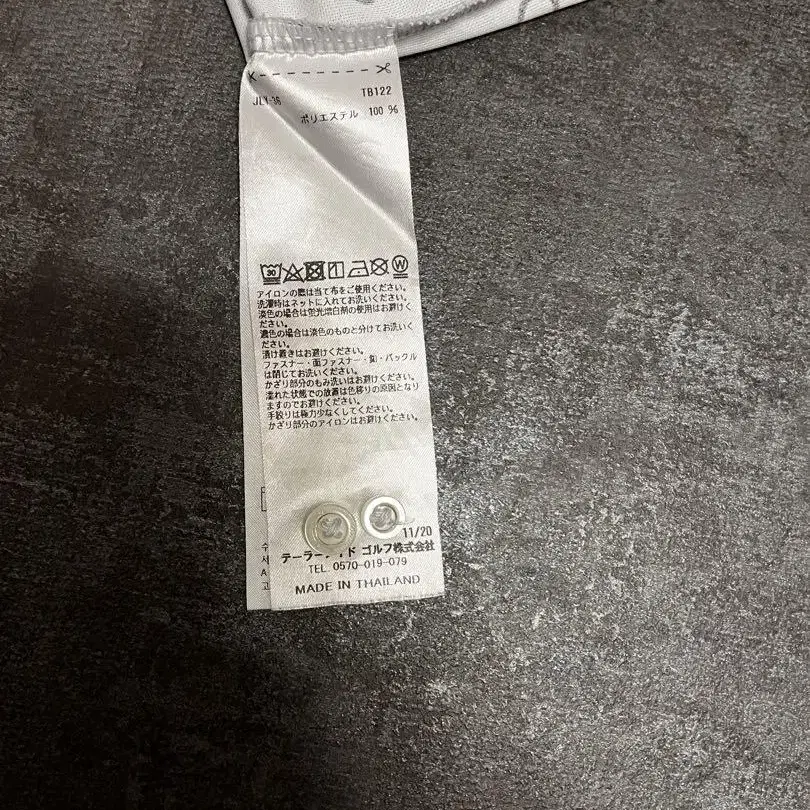 TB122
JLY-36
ポリエステル 100 %
30
W
アイロンの際は当て布をご使用ください。
洗濯時はネットに入れてお洗いください。
淡色の場合は蛍光増白剤の使用はお避けく
ださい。
濃色の場合は淡色のものと分けてお洗いく
ださい。
漬け置きはお避けください。
ファスナー・面ファスナー・釦・バックル
は閉じてお洗いください。
かざり部分のもみ洗いはお避けください。
濡れた状態での放置は色移りの原因となり
ますのでお避けください。
手絞りは極力少なくしてください。
かざり部分のアイロンはお避けください。
11/20
テーラーメイド ゴルフ株式会社
TEL. 0570-019-079
MADE IN THAILAND
수
A
고